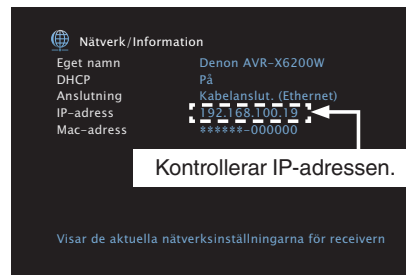 Nätverk/Information
Eget namn Denon AVR-X6200W
DHCP På
Anslutning Kabelanslut. (Ethernet)
IP-adress 192.168.100.19
Mac-adress ******-000000
Kontrollerar IP-adressen.
Visar de aktuella nätverksinställningarna för receivern